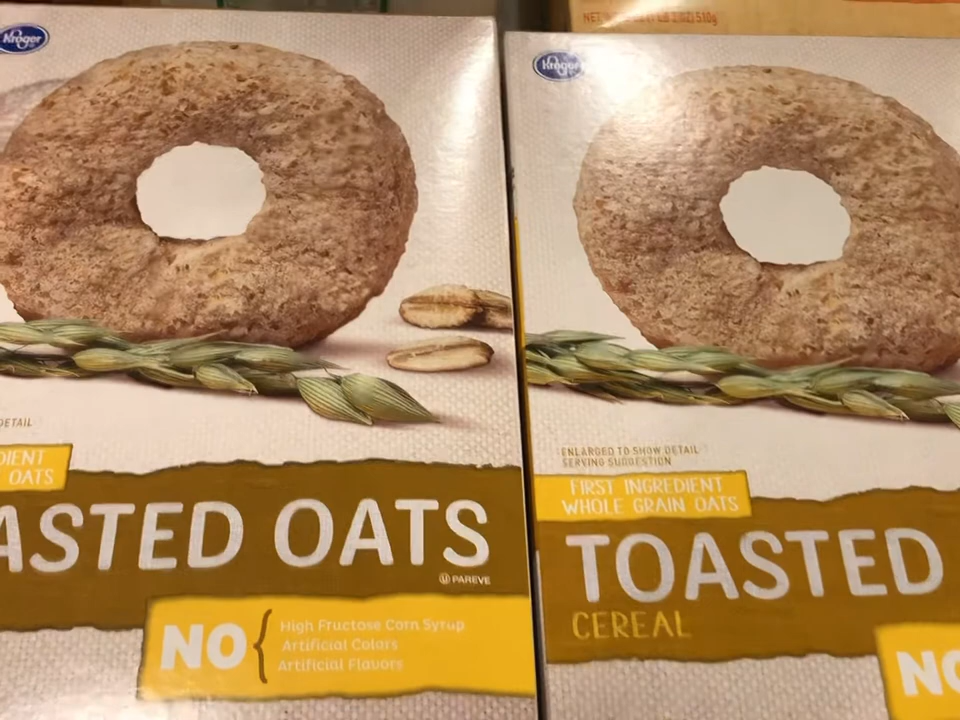 Kroger
DETAIL
DIENT
OATS
ASTED OATS
U PAREVE
NO
High Fructose Corn Syrup
Artificial Colors
Artificial Flavors
Kroger
ENLARGED TO SHOW DETAIL
SERVING SUGGESTION
FIRST INGREDIENT
WHOLE GRAIN OATS
TOASTED
CEREAL
NO
510g